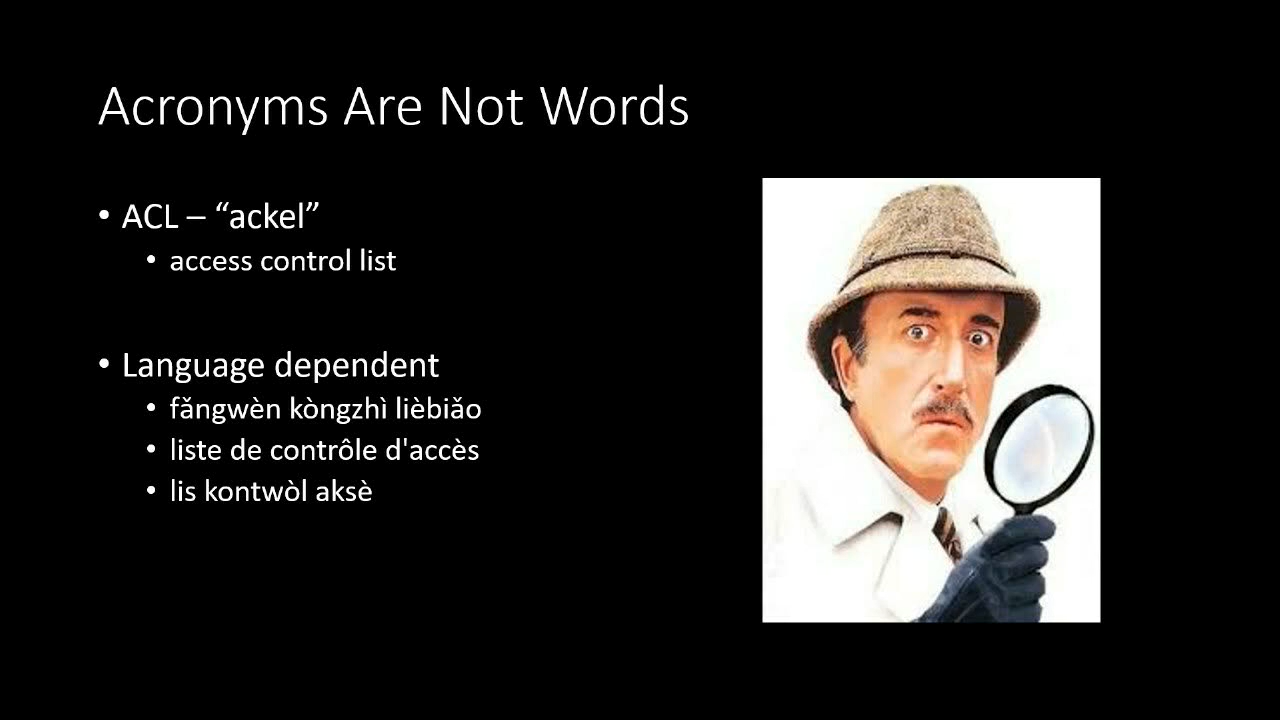 Acronyms Are Not Words
• ACL – “ackel”
• access control list
• Language dependent
• fǎngwèn kòngzhì lièbiǎo
• liste de contrôle d'accès
• lis kontwòl aksè